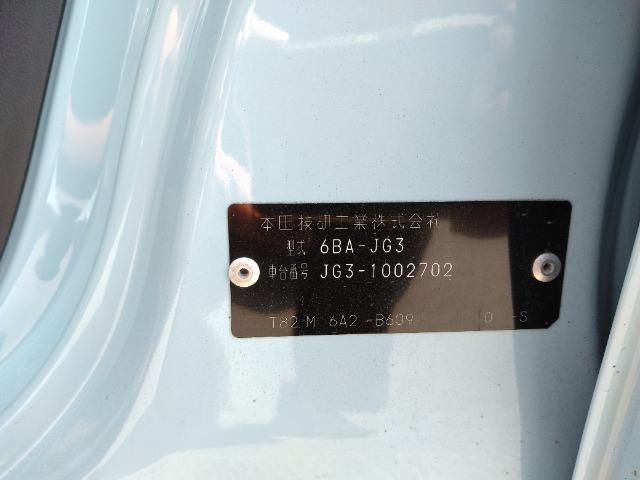 本田技研工業株式会社
型式 6BA-JG3
車台番号 JG3-1002702
T82M 6A2-B609